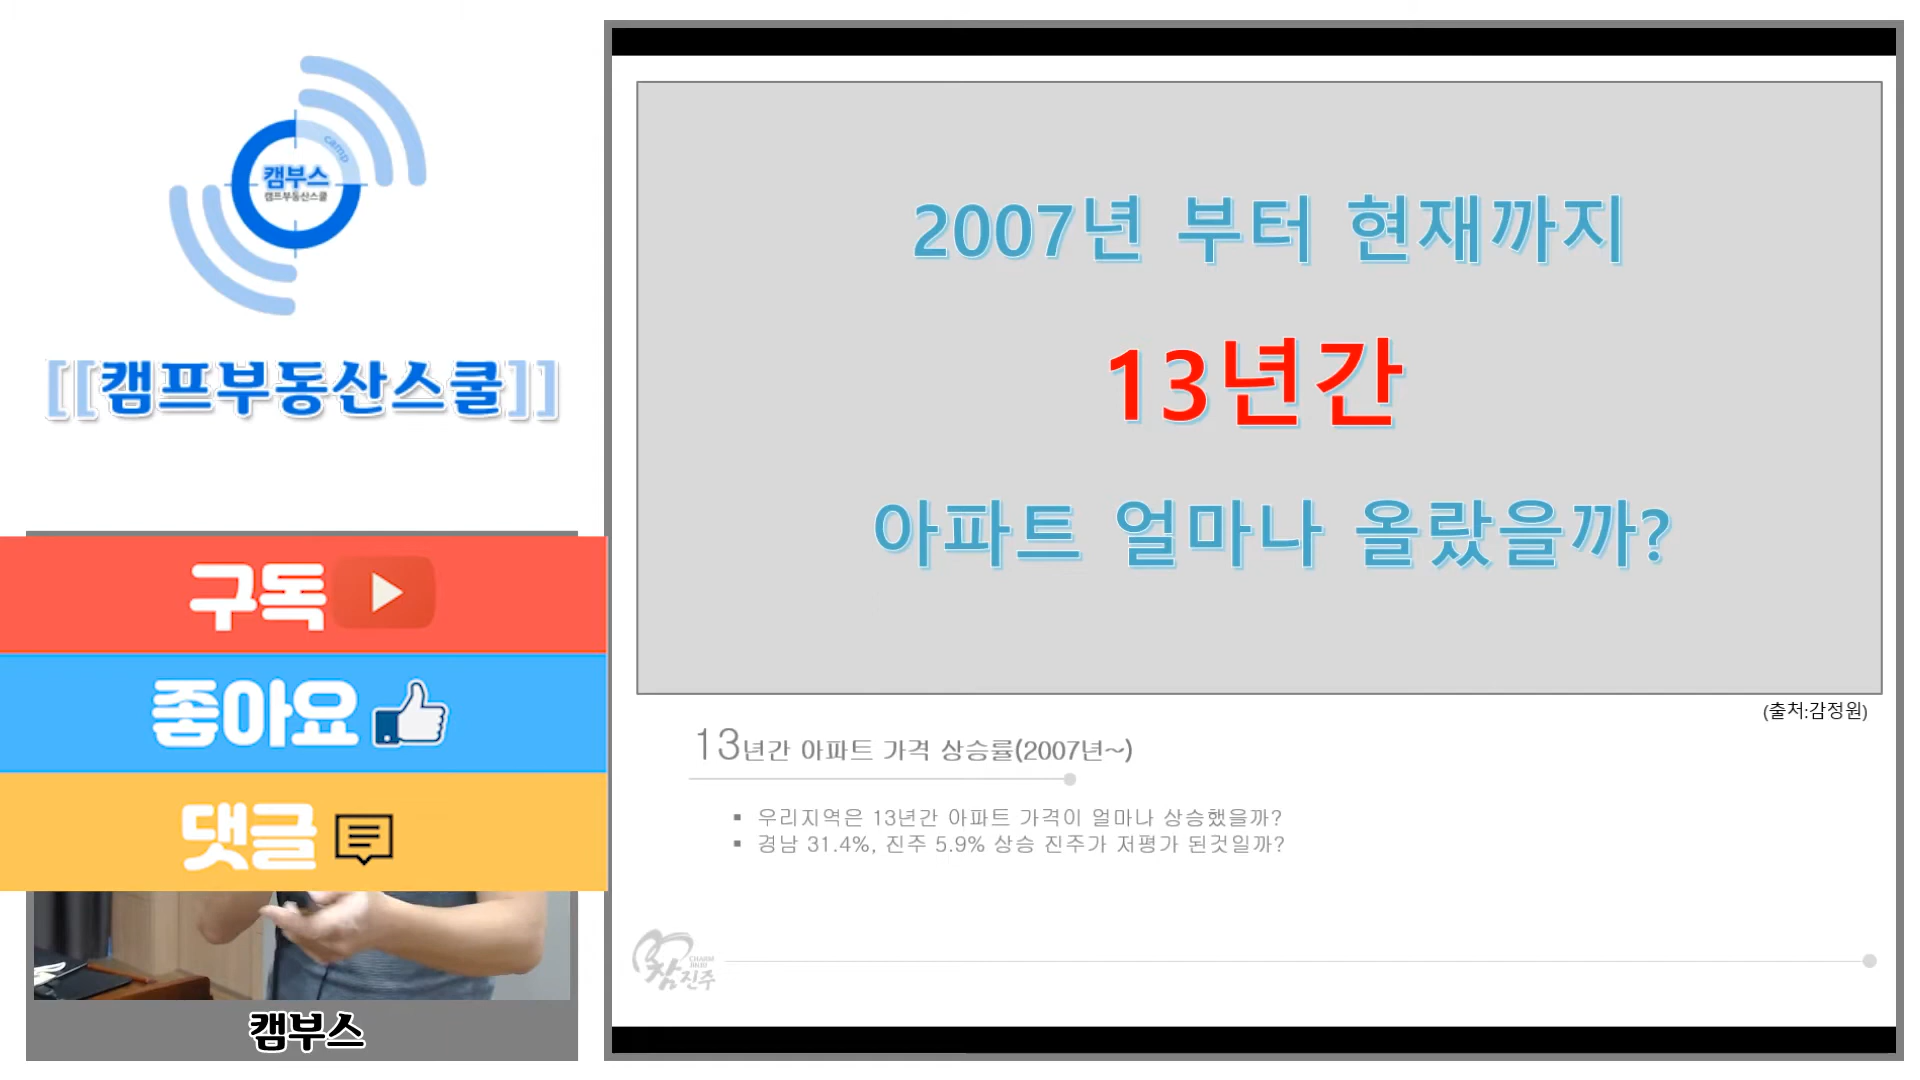 camp
캠부스
캠프부동산스쿨
[[캠프부동산스쿨]]
구독
좋아요
댓글
캠부스
2007년 부터 현재까지
13년간
아파트 얼마나 올랐을까?
(출처:감정원)
13년간 아파트 가격 상승률(2007년~)
▪ 우리지역은 13년간 아파트 가격이 얼마나 상승했을까?
▪ 경남 31.4%, 진주 5.9% 상승 진주가 저평가 된것일까?
CHARM
JINJU
참진주